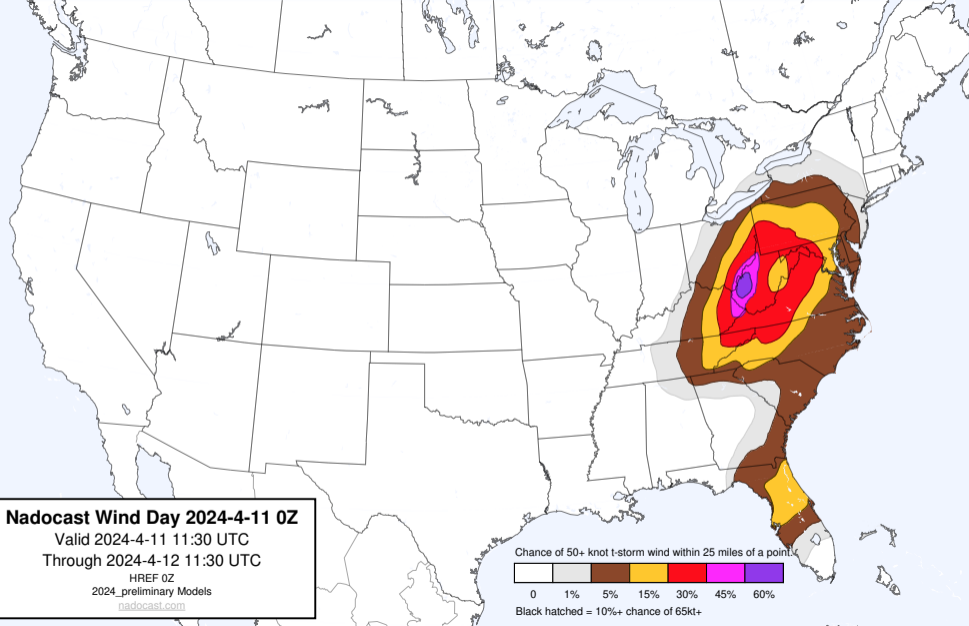 Nadocast Wind Day 2024-4-11 0Z
Valid 2024-4-11 11:30 UTC
Through 2024-4-12 11:30 UTC
HREF 0Z
2024_preliminary Models
nadocast.com
Chance of 50+ knot t-storm wind within 25 miles of a point.
0 1% 5% 15% 30% 45% 60%
Black hatched = 10%+ chance of 65kt+